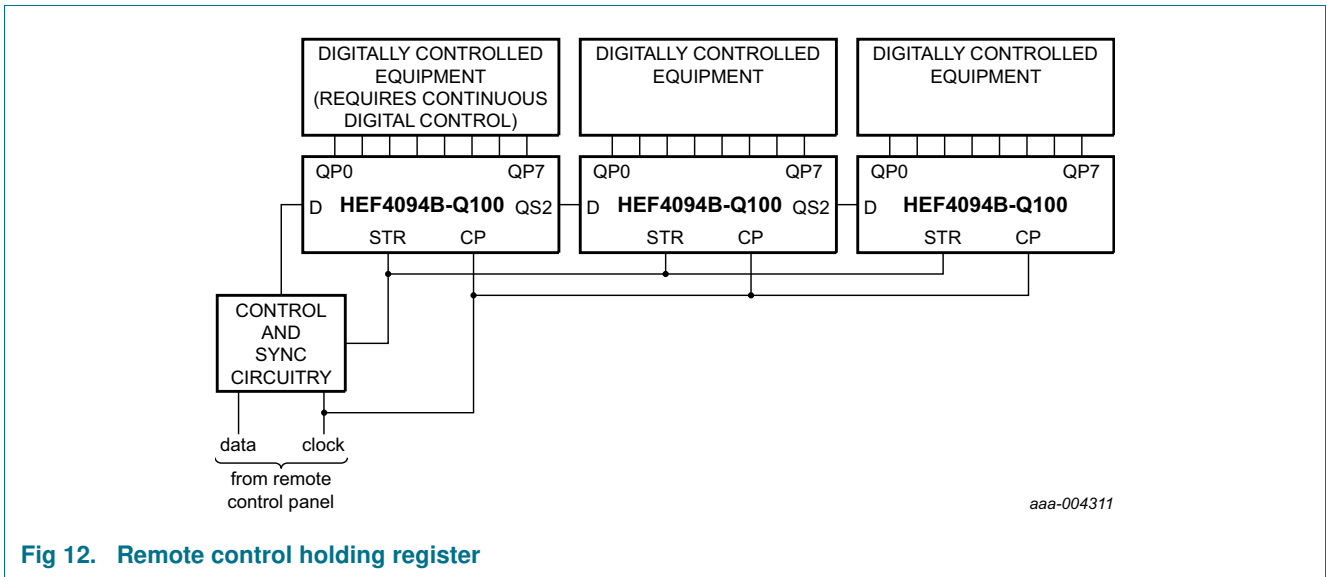 DIGITALLY CONTROLLED
EQUIPMENT
(REQUIRES CONTINUOUS
DIGITAL CONTROL)
DIGITALLY CONTROLLED
EQUIPMENT
DIGITALLY CONTROLLED
EQUIPMENT
QP0 QP7
D HEF4094B-Q100 QS2
STR CP
QP0 QP7
D HEF4094B-Q100 QS2
STR CP
QP0 QP7
D HEF4094B-Q100
STR CP
CONTROL
AND
SYNC
CIRCUITRY
data clock
from remote
control panel
aaa-004311
Fig 12. Remote control holding register